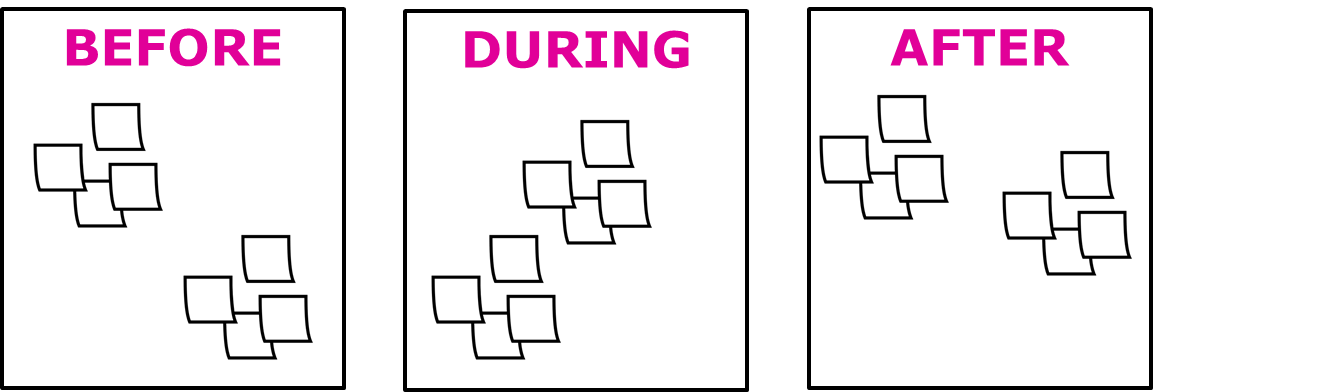 BEFORE
DURING
AFTER